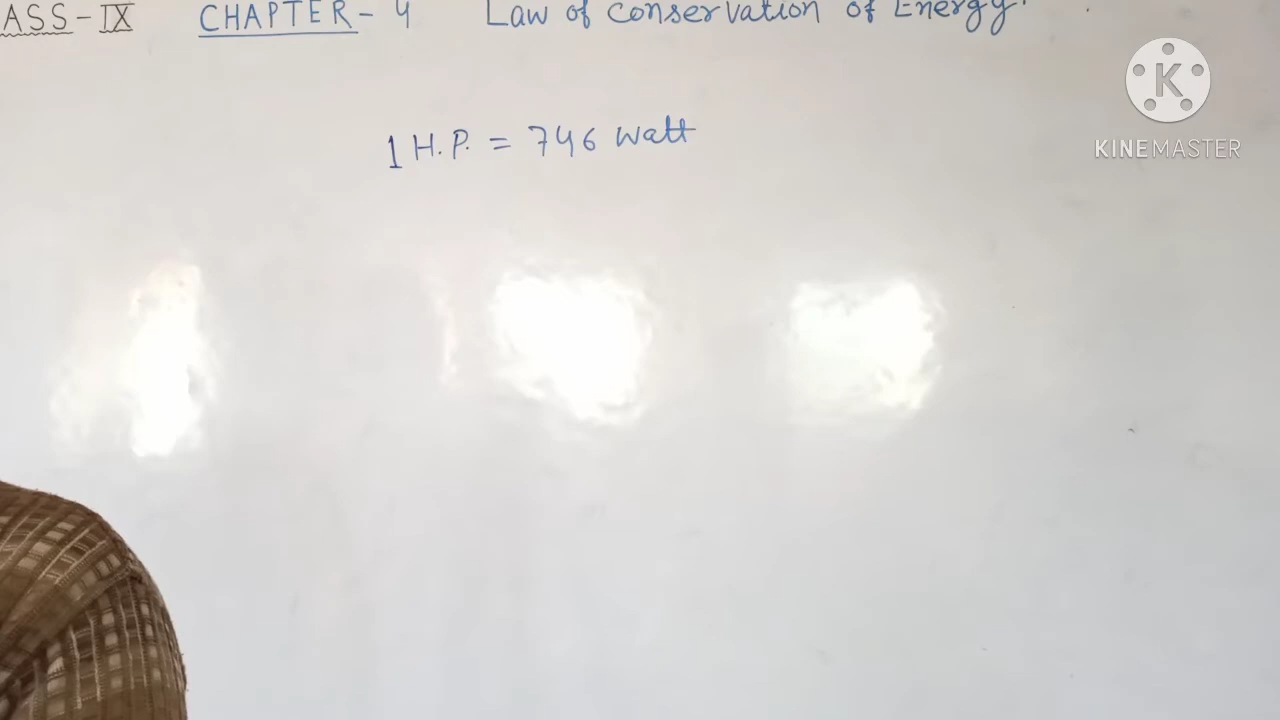 ASS - IX CHAPTER - 4 Law of Conservation of Energy.
1 H.P. = 746 watt
K
KINEMASTER